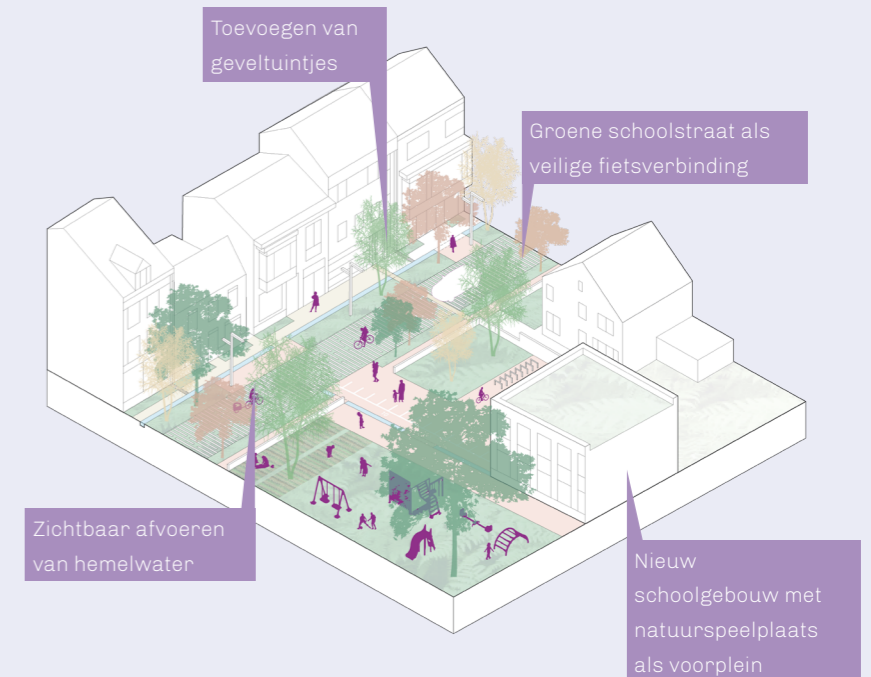 Toevoegen van
geveltuintjes
Groene schoolstraat als
veilige fietsverbinding
Zichtbaar afvoeren
van hemelwater
Nieuw
schoolgebouw met
natuurspeelplaats
als voorplein